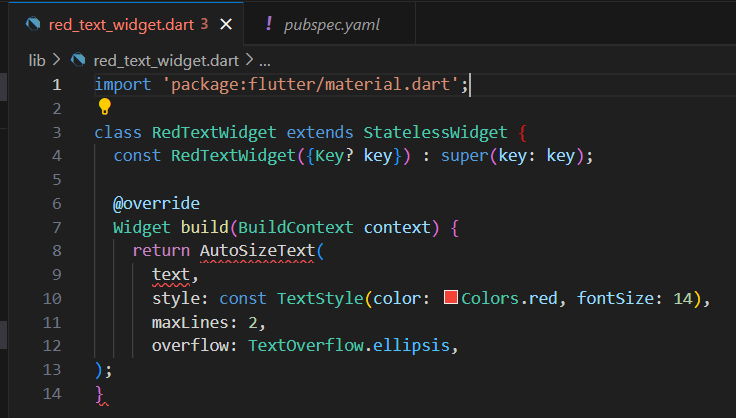 red_text_widget.dart 3 × ! pubspec.yaml
lib > red_text_widget.dart > ...
1 import 'package:flutter/material.dart';
2
3 class RedTextWidget extends StatelessWidget {
4 const RedTextWidget({Key? key}) : super(key: key);
5
6 @override
7 Widget build(BuildContext context) {
8 return AutoSizeText(
9 text,
10 style: const TextStyle(color: Colors.red, fontSize: 14),
11 maxLines: 2,
12 overflow: TextOverflow.ellipsis,
13 );
14 }